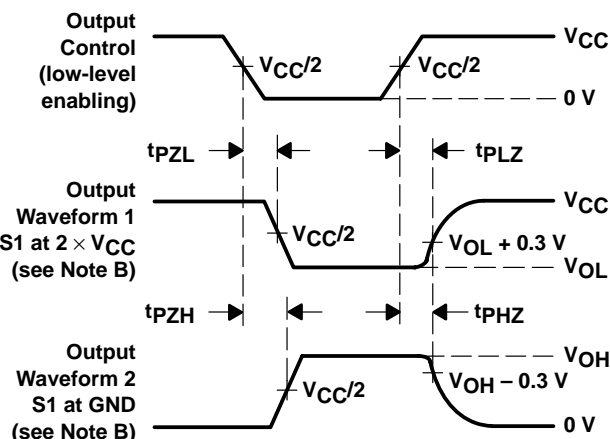 Output
Control
(low-level
enabling)
VCC/2
VCC/2
VCC
0 V
tPZL
tPLZ
Output
Waveform 1
S1 at 2 × VCC
(see Note B)
VCC/2
VCC
VOL + 0.3 V
VOL
tPZH
tPHZ
Output
Waveform 2
S1 at GND
(see Note B)
VCC/2
VOH
VOH – 0.3 V
0 V